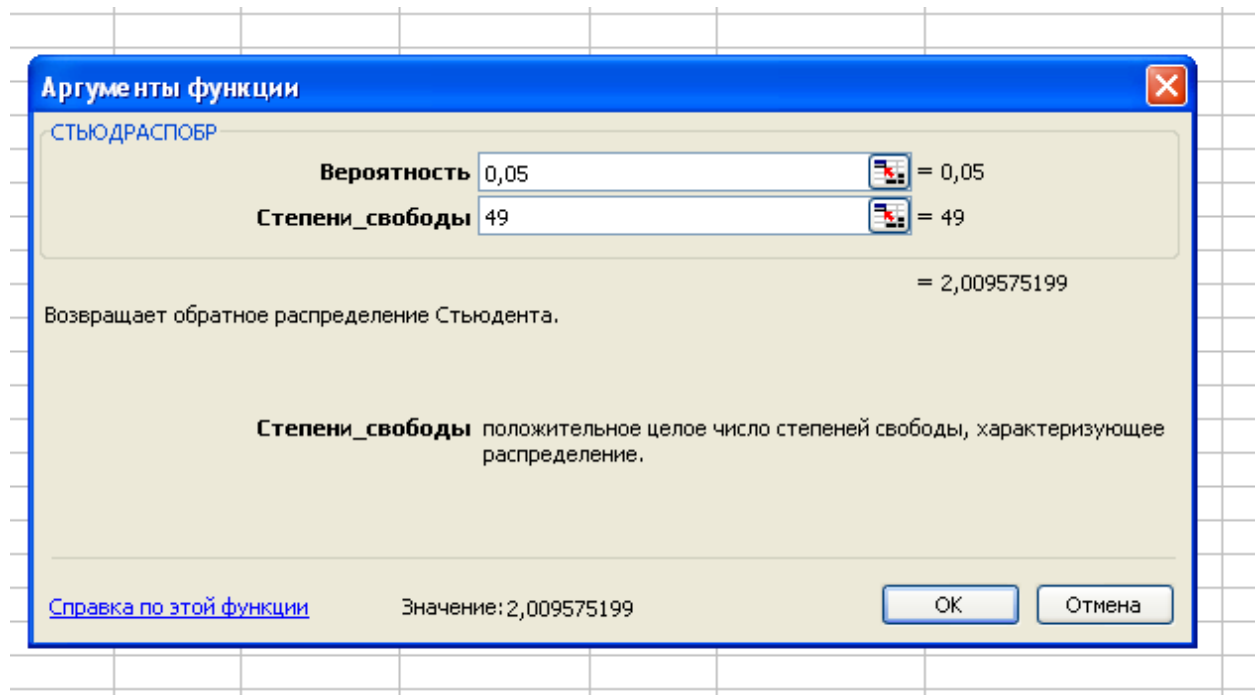 Аргументы функции
СТЬЮДРАСПОБР
Вероятность 0,05 = 0,05
Степени_свободы 49 = 49
= 2,009575199
Возвращает обратное распределение Стьюдента.
Степени_свободы положительное целое число степеней свободы, характеризующее
распределение.
Справка по этой функции Значение:2,009575199 ОК Отмена